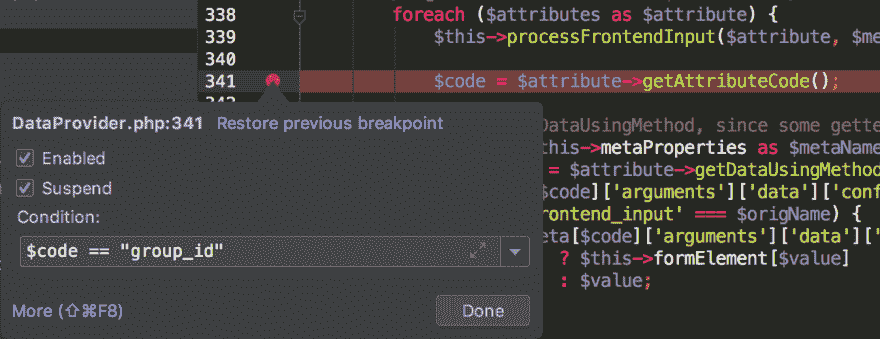 338 foreach ($attributes as $attribute) {
339 $this->processFrontendInput($attribute, $me
340
341 $code = $attribute->getAttributeCode();
DataProvider.php:341 Restore previous breakpoint
DataUsingMethod, since some gette
Enabled
his->metaProperties as $metaName
= $attribute->getDataUsingMethod
Suspend
$code]['arguments']['data']['conf
Condition:
rontend_input' === $origName) {
eta[$code]['arguments']['data']['
$code == "group_id"
? $this->formElement[$value]
: $value;
More (⇧⌘F8)
Done